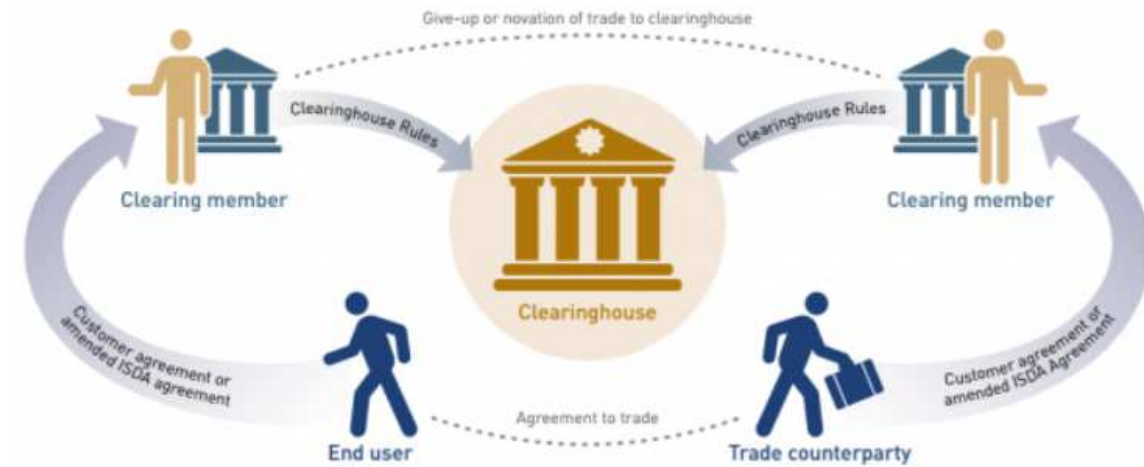 Give-up or novation of trade to clearinghouse
Clearinghouse Rules
Clearinghouse Rules
Clearing member
Clearing member
Clearinghouse
Customer agreement or
amended ISDA agreement
Customer agreement or
amended ISDA Agreement
Agreement to trade
End user
Trade counterparty